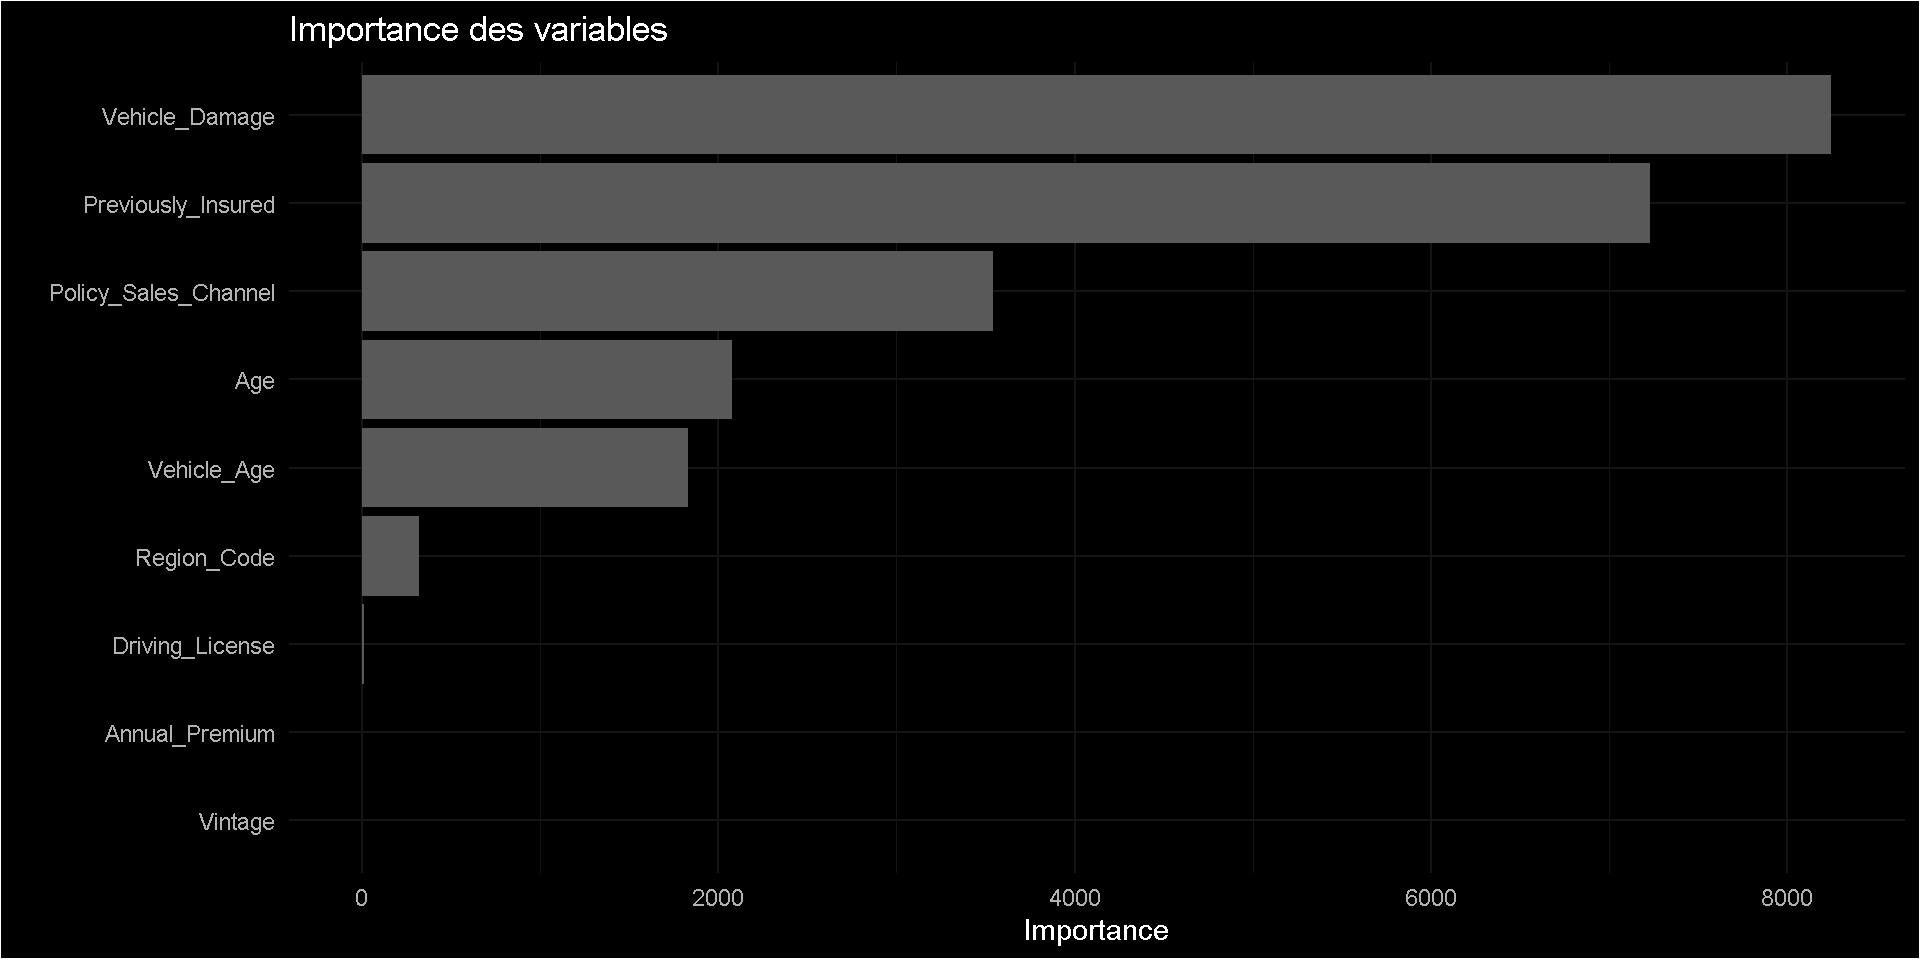 Importance des variables
Vehicle_Damage
Previously_Insured
Policy_Sales_Channel
Age
Vehicle_Age
Region_Code
Driving_License
Annual_Premium
Vintage
0 2000 4000 6000 8000
Importance